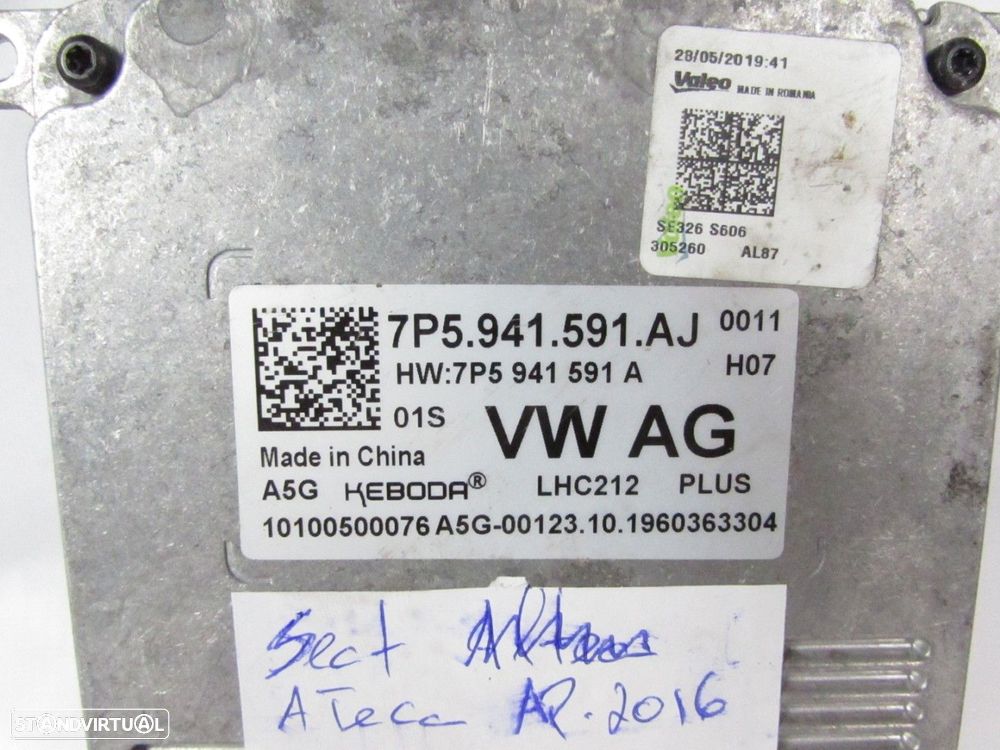 28/05/2019:41
Valeo MADE IN ROMANIA
SE326 S606
305260 AL87
7P5.941.591.AJ 0011
HW:7P5 941 591 A H07
01S VW AG
Made in China
A5G KEBODA® LHC212 PLUS
10100500076 A5G-00123.10.1960363304
Seat
ATeca AP. 2016
STANDVIRTUAL